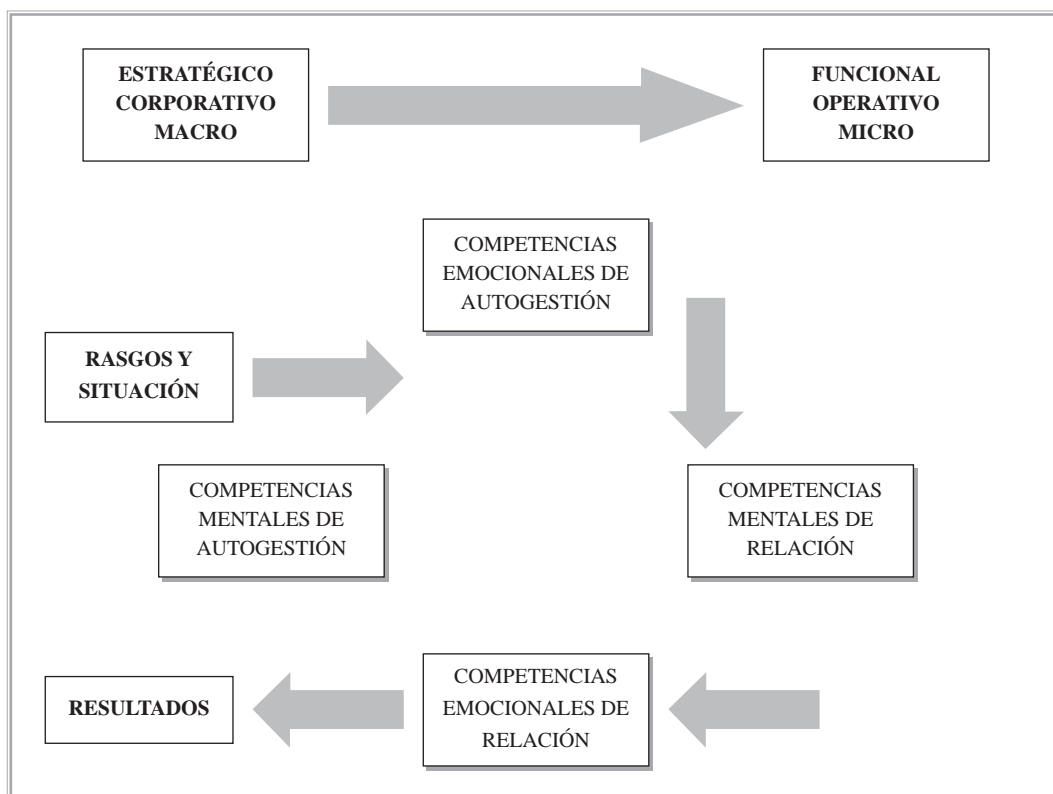 ESTRATÉGICO
CORPORATIVO
MACRO
FUNCIONAL
OPERATIVO
MICRO
COMPETENCIAS
EMOCIONALES DE
AUTOGESTIÓN
RASGOS Y
SITUACIÓN
COMPETENCIAS
MENTALES DE
AUTOGESTIÓN
COMPETENCIAS
MENTALES DE
RELACIÓN
RESULTADOS
COMPETENCIAS
EMOCIONALES DE
RELACIÓN